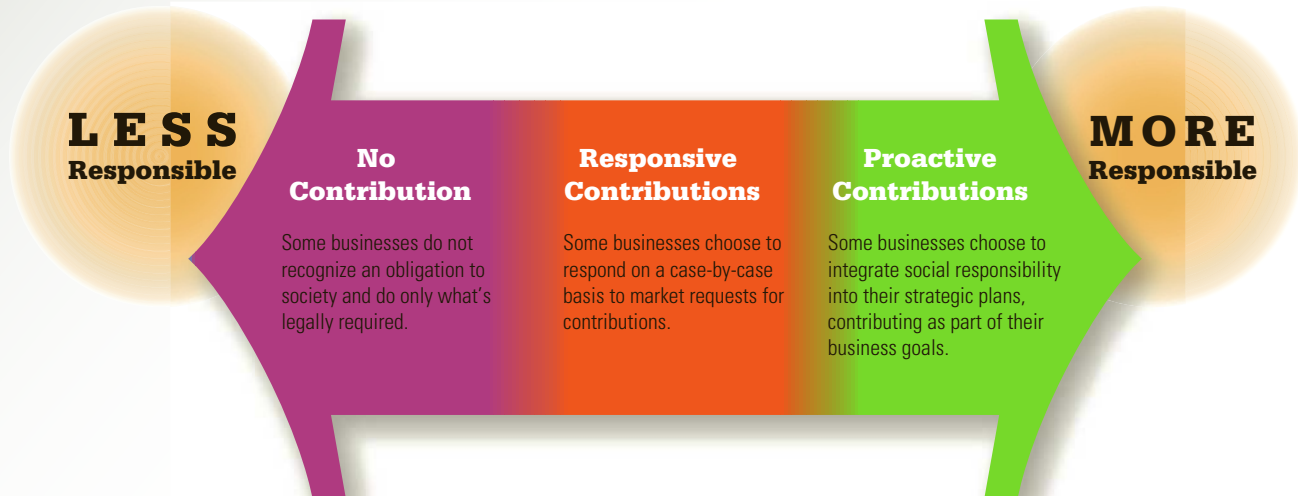 LESS
Responsible
No
Contribution
Some businesses do not
recognize an obligation to
society and do only what's
legally required.
Responsive
Contributions
Some businesses choose to
respond on a case-by-case
basis to market requests for
contributions.
Proactive
Contributions
Some businesses choose to
integrate social responsibility
into their strategic plans,
contributing as part of their
business goals.
MORE
Responsible